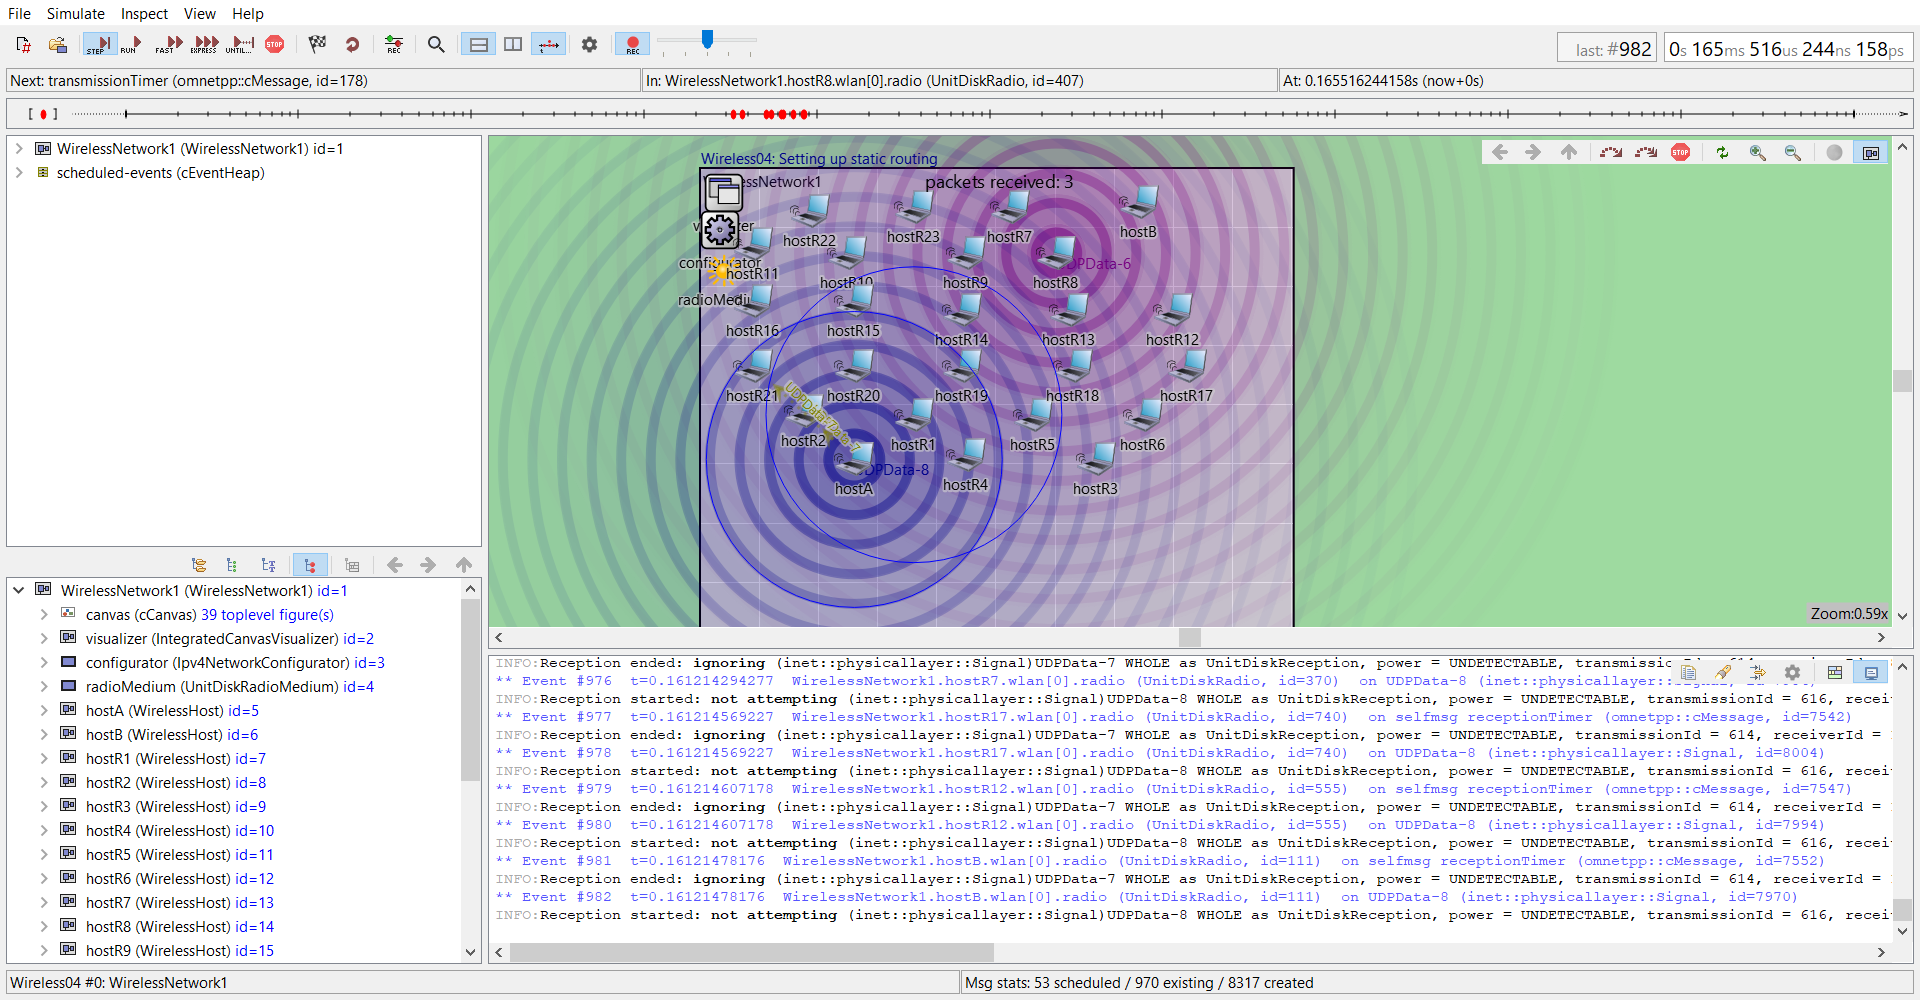 File Simulate Inspect View Help
STEP RUN FAST EXPRESS UNTIL... STOP REC REC last: #982 0s 165ms 516us 244ns 158ps
Next: transmissionTimer (omnetpp::cMessage, id=178) In: WirelessNetwork1.hostR8.wlan[0].radio (UnitDiskRadio, id=407) At: 0.165516244158s (now+0s)
WirelessNetwork1 (WirelessNetwork1) id=1
scheduled-events (cEventHeap)
WirelessNetwork1 (WirelessNetwork1) id=1
canvas (cCanvas) 39 toplevel figure(s)
visualizer (IntegratedCanvasVisualizer) id=2
configurator (Ipv4NetworkConfigurator) id=3
radioMedium (UnitDiskRadioMedium) id=4
hostA (WirelessHost) id=5
hostB (WirelessHost) id=6
hostR1 (WirelessHost) id=7
hostR2 (WirelessHost) id=8
hostR3 (WirelessHost) id=9
hostR4 (WirelessHost) id=10
hostR5 (WirelessHost) id=11
hostR6 (WirelessHost) id=12
hostR7 (WirelessHost) id=13
hostR8 (WirelessHost) id=14
hostR9 (WirelessHost) id=15
Wireless04: Setting up static routing
STOP
packets received: 3
hostR22 hostR23 hostR7 hostB
configurator hostR11 hostR10 hostR9 hostR8 UDPData-6
hostR16 hostR15 hostR14 hostR13 hostR12
hostR21 hostR20 hostR19 hostR18 hostR17
UDPData-7
hostR2 hostR1 hostR5 hostR6
UDPData-8
hostA hostR4 hostR3
Zoom:0.59x
INFO:Reception ended: ignoring (inet::physicallayer::Signal)UDPData-7 WHOLE as UnitDiskReception, power = UNDETECTABLE,
** Event #976 t=0.161214294277 WirelessNetwork1.hostR7.wlan[0].radio (UnitDiskRadio, id=370) on UDPData-8 (inet::physicallayer::Signal,
INFO:Reception started: not attempting (inet::physicallayer::Signal)UDPData-8 WHOLE as UnitDiskReception, power = UNDETECTABLE, transmissionId = 616, recei
** Event #977 t=0.161214569227 WirelessNetwork1.hostR17.wlan[0].radio (UnitDiskRadio, id=740) on selfmsg receptionTimer (omnetpp::cMessage, id=7542)
INFO:Reception ended: ignoring (inet::physicallayer::Signal)UDPData-7 WHOLE as UnitDiskReception, power = UNDETECTABLE, transmissionId = 614, receiverId =
** Event #978 t=0.161214569227 WirelessNetwork1.hostR17.wlan[0].radio (UnitDiskRadio, id=740) on UDPData-8 (inet::physicallayer::Signal, id=8004)
INFO:Reception started: not attempting (inet::physicallayer::Signal)UDPData-8 WHOLE as UnitDiskReception, power = UNDETECTABLE, transmissionId = 616, recei
** Event #979 t=0.161214607178 WirelessNetwork1.hostR12.wlan[0].radio (UnitDiskRadio, id=555) on selfmsg receptionTimer (omnetpp::cMessage, id=7547)
INFO:Reception ended: ignoring (inet::physicallayer::Signal)UDPData-7 WHOLE as UnitDiskReception, power = UNDETECTABLE, transmissionId = 614, receiverId =
** Event #980 t=0.161214607178 WirelessNetwork1.hostR12.wlan[0].radio (UnitDiskRadio, id=555) on UDPData-8 (inet::physicallayer::Signal, id=7994)
INFO:Reception started: not attempting (inet::physicallayer::Signal)UDPData-8 WHOLE as UnitDiskReception, power = UNDETECTABLE, transmissionId = 616, recei
** Event #981 t=0.16121478176 WirelessNetwork1.hostB.wlan[0].radio (UnitDiskRadio, id=111) on selfmsg receptionTimer (omnetpp::cMessage, id=7552)
INFO:Reception ended: ignoring (inet::physicallayer::Signal)UDPData-7 WHOLE as UnitDiskReception, power = UNDETECTABLE, transmissionId = 614, receiverId =
** Event #982 t=0.16121478176 WirelessNetwork1.hostB.wlan[0].radio (UnitDiskRadio, id=111) on UDPData-8 (inet::physicallayer::Signal, id=7970)
INFO:Reception started: not attempting (inet::physicallayer::Signal)UDPData-8 WHOLE as UnitDiskReception, power = UNDETECTABLE, transmissionId = 616, recei
Wireless04 #0: WirelessNetwork1 Msg stats: 53 scheduled / 970 existing / 8317 created